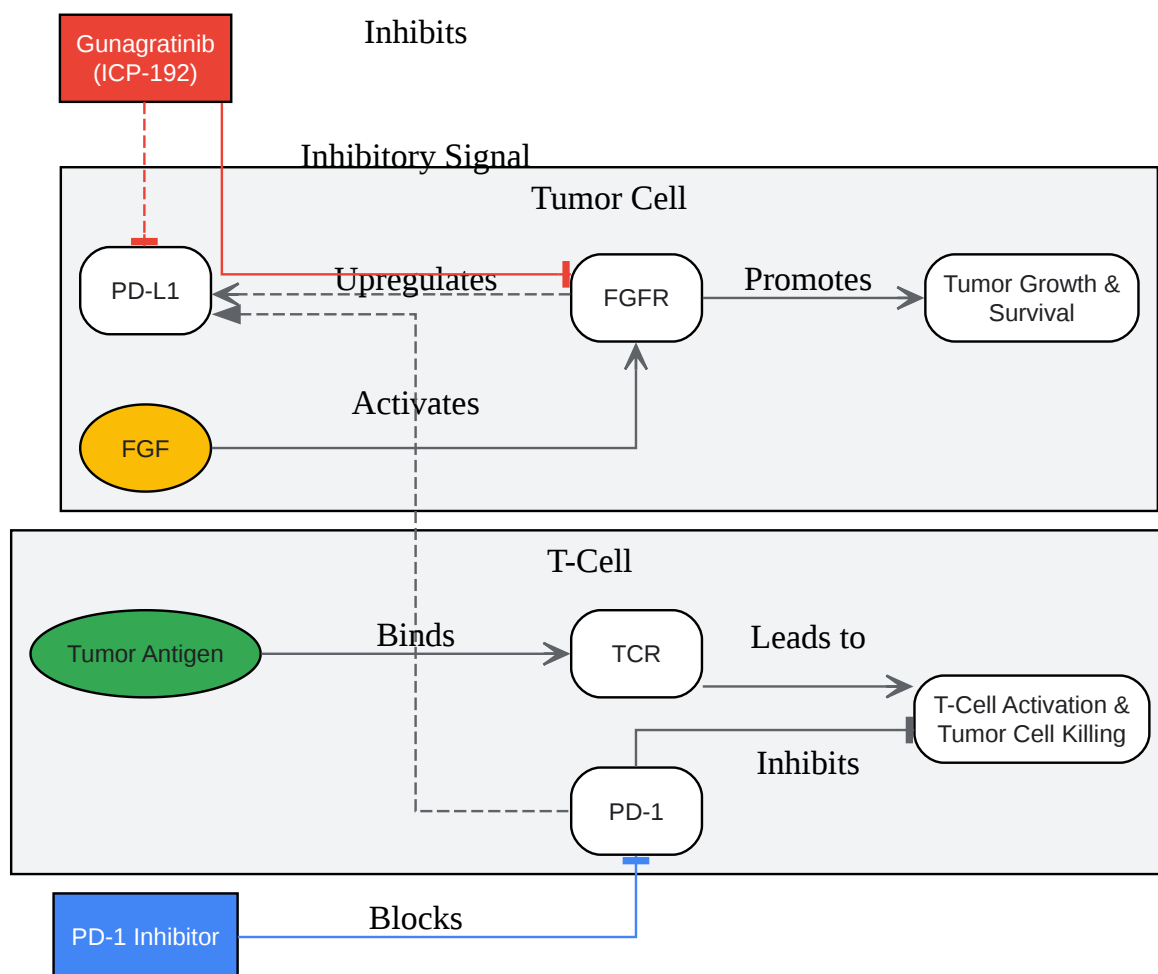 Inhibits
Gunagratinib
(ICP-192)
Inhibitory Signal
Tumor Cell
PD-L1
Upregulates
FGFR
Promotes
Tumor Growth &
Survival
Activates
FGF
T-Cell
Tumor Antigen
Binds
TCR
Leads to
T-Cell Activation &
Tumor Cell Killing
Inhibits
PD-1
PD-1 Inhibitor
Blocks